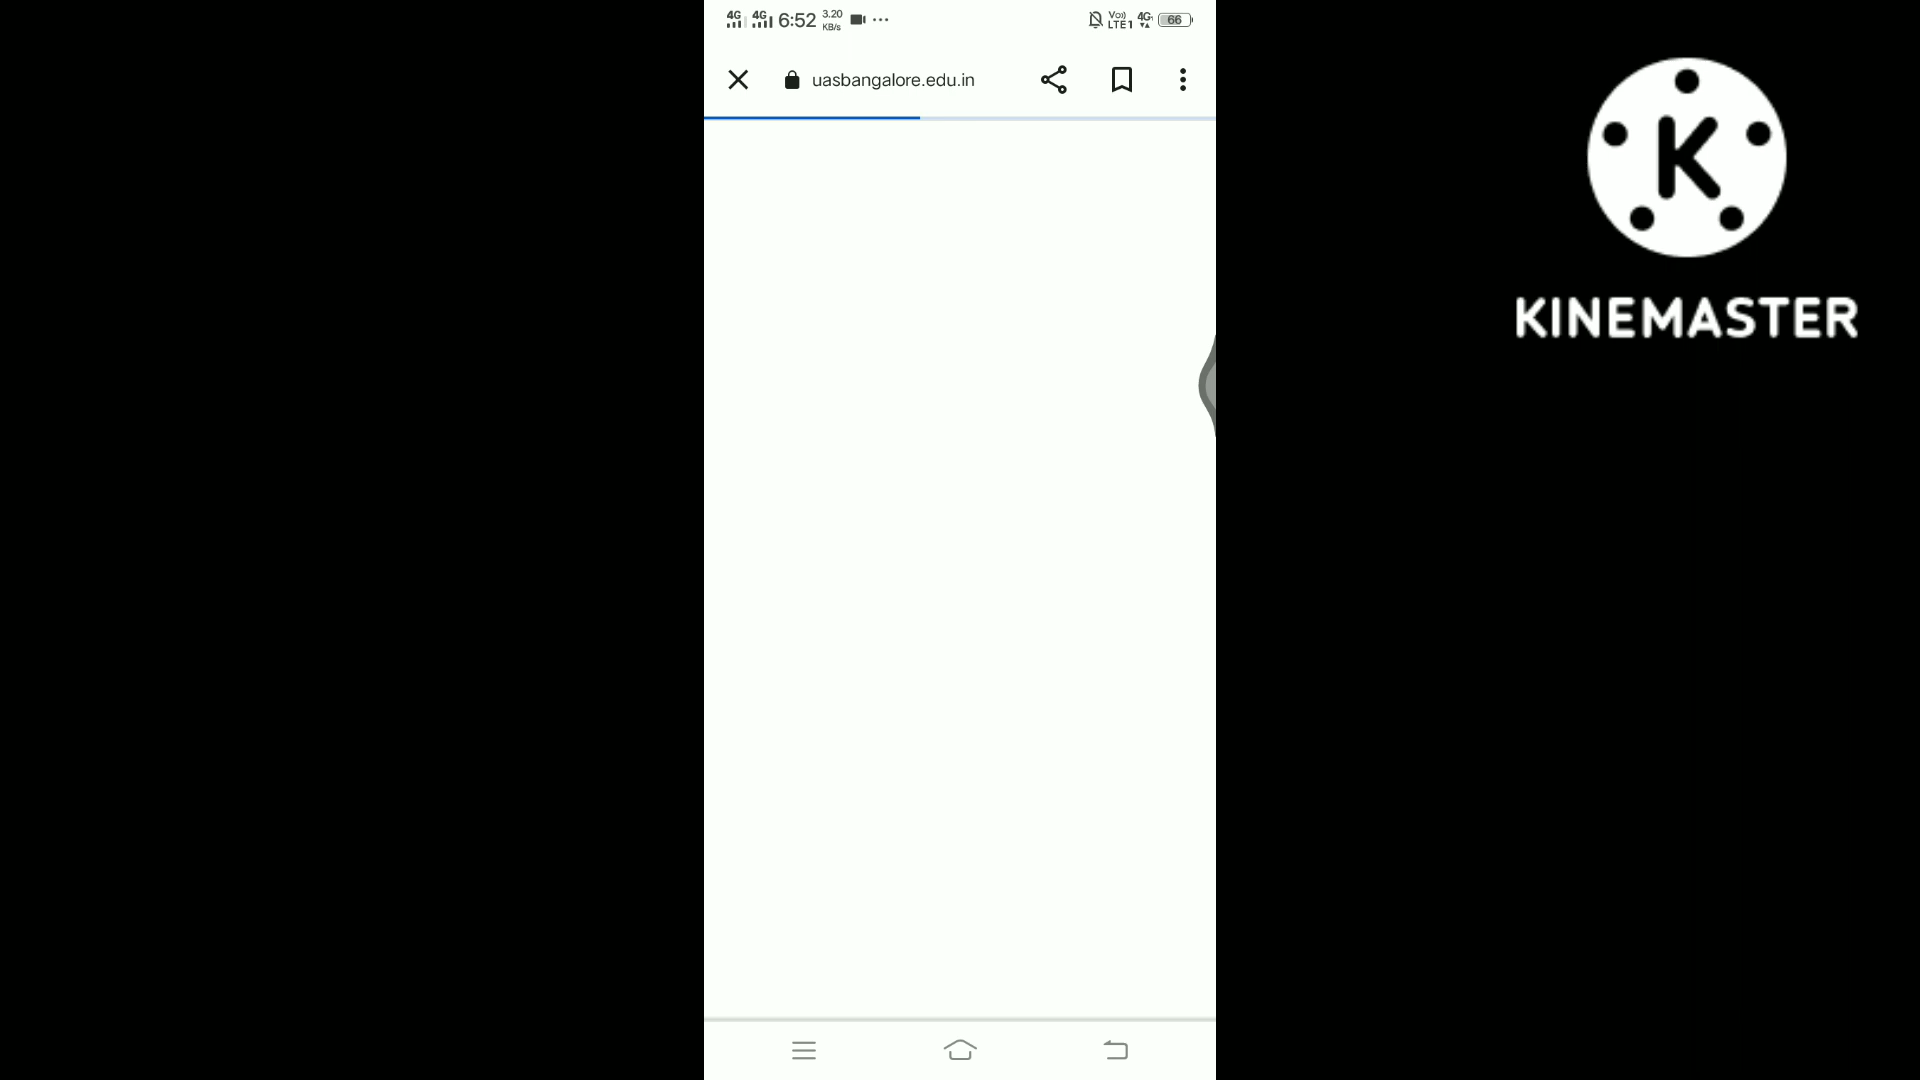 4G 4G 6:52 3.20 KB/s ... Vo)) LTE1 4G 66
uasbangalore.edu.in
K
KINEMASTER